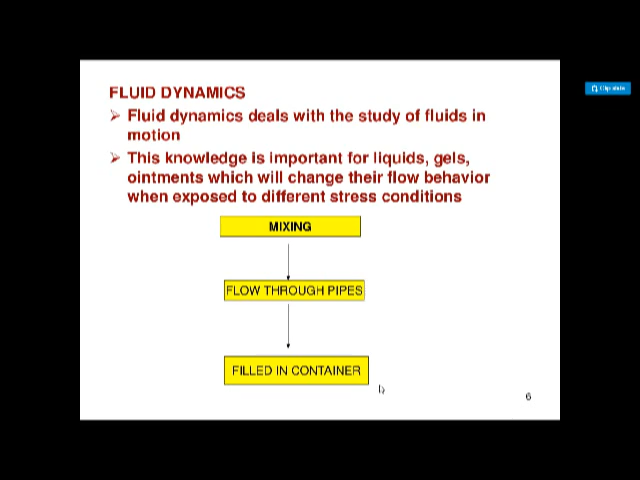 FLUID DYNAMICS
Fluid dynamics deals with the study of fluids in
motion
This knowledge is important for liquids, gels,
ointments which will change their flow behavior
when exposed to different stress conditions
MIXING
FLOW THROUGH PIPES
FILLED IN CONTAINER
6